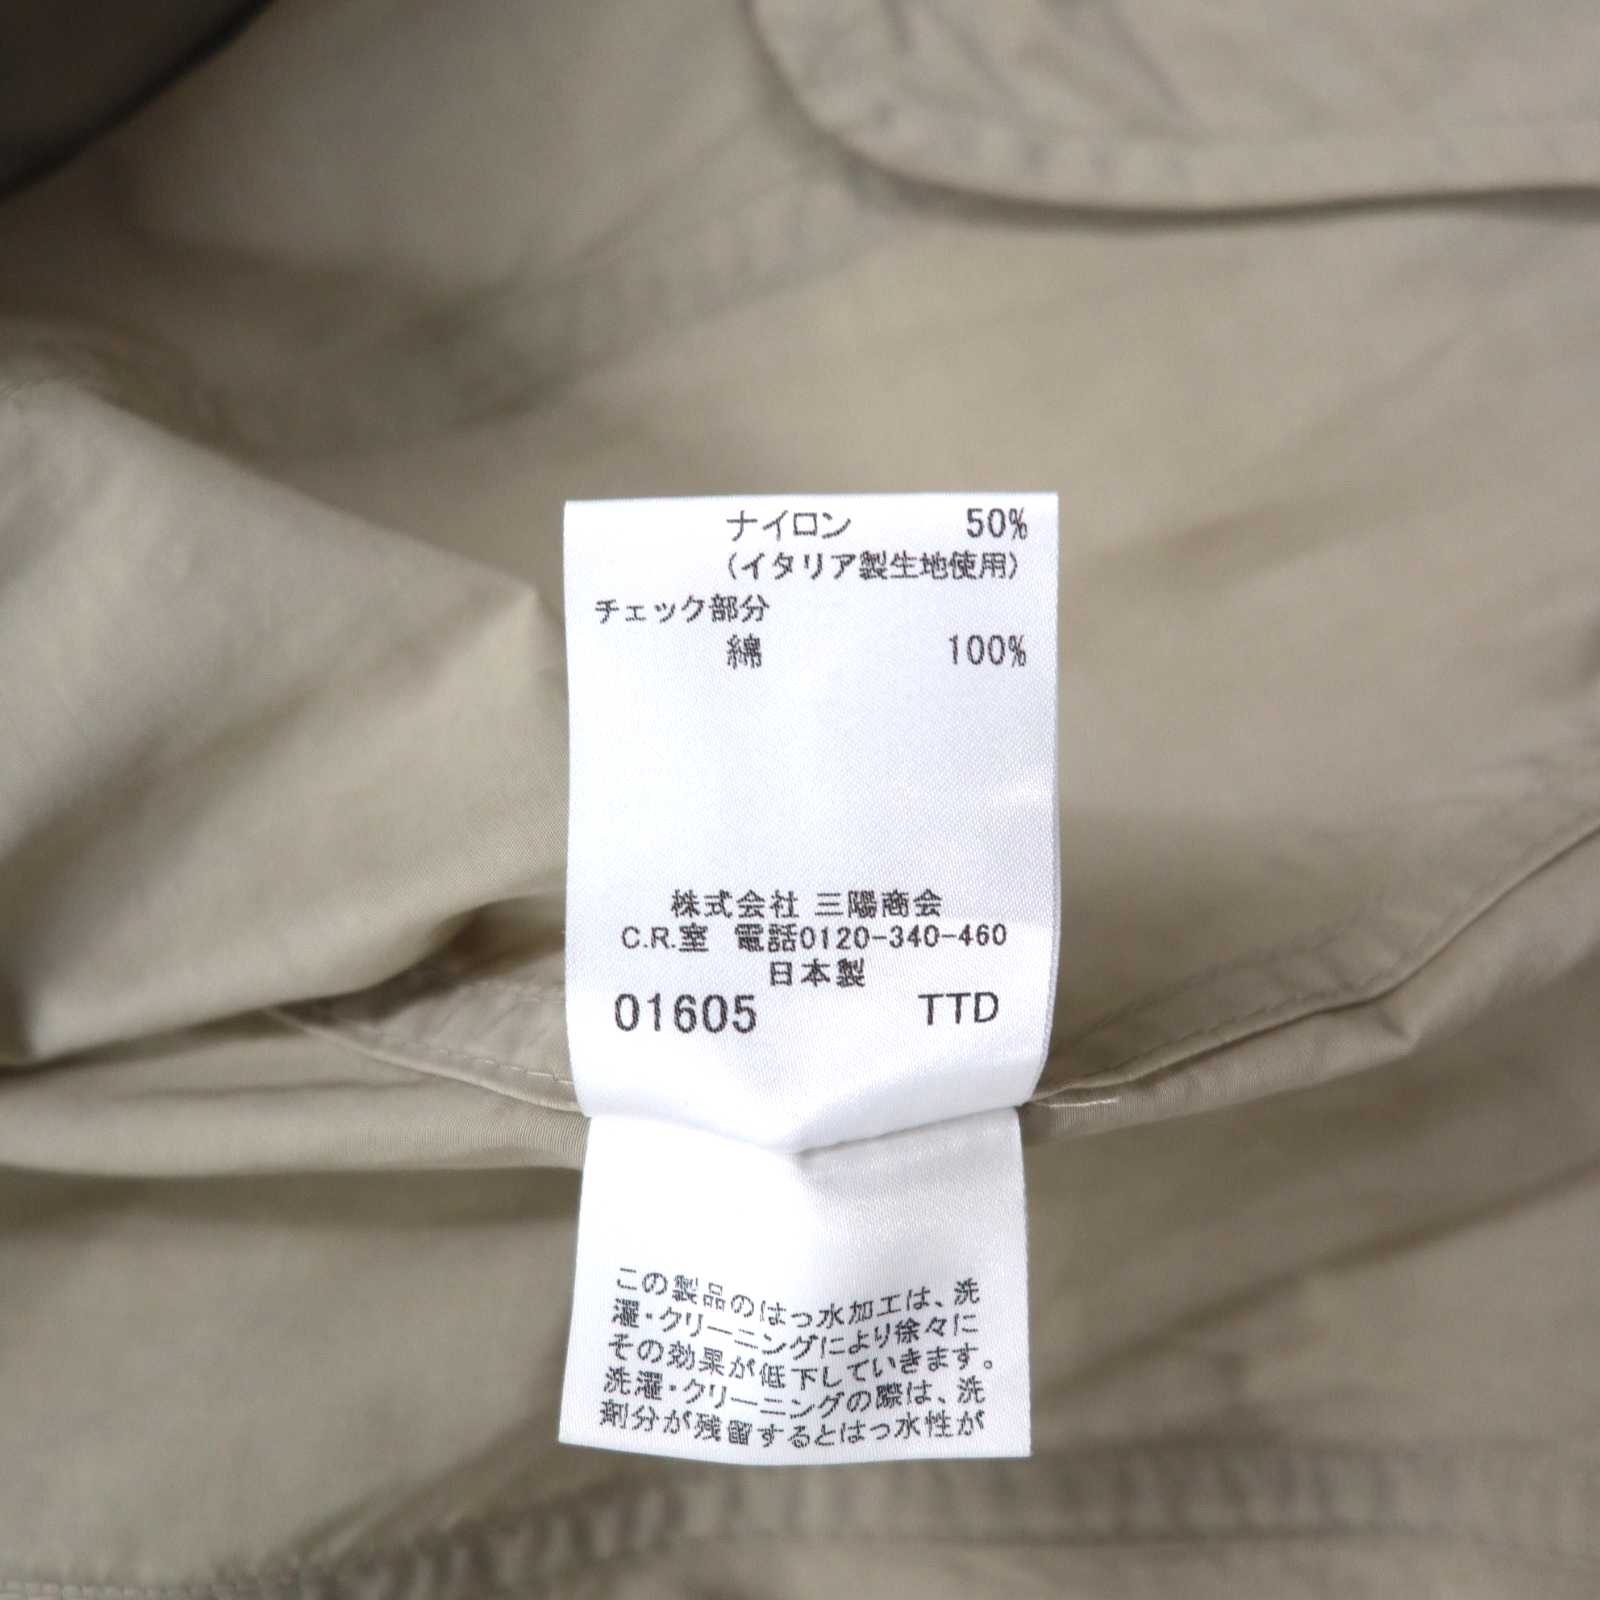 ナイロン 50%
(イタリア製生地使用)
チェック部分
綿 100%
株式会社 三陽商会
C.R.室 電話0120-340-460
日本製
01605 TTD
この製品のはっ水加工は、洗
濯・クリーニングにより徐々に
その効果が低下していきます。
洗濯・クリーニングの際は、洗
剤分が残留するとはっ水性が